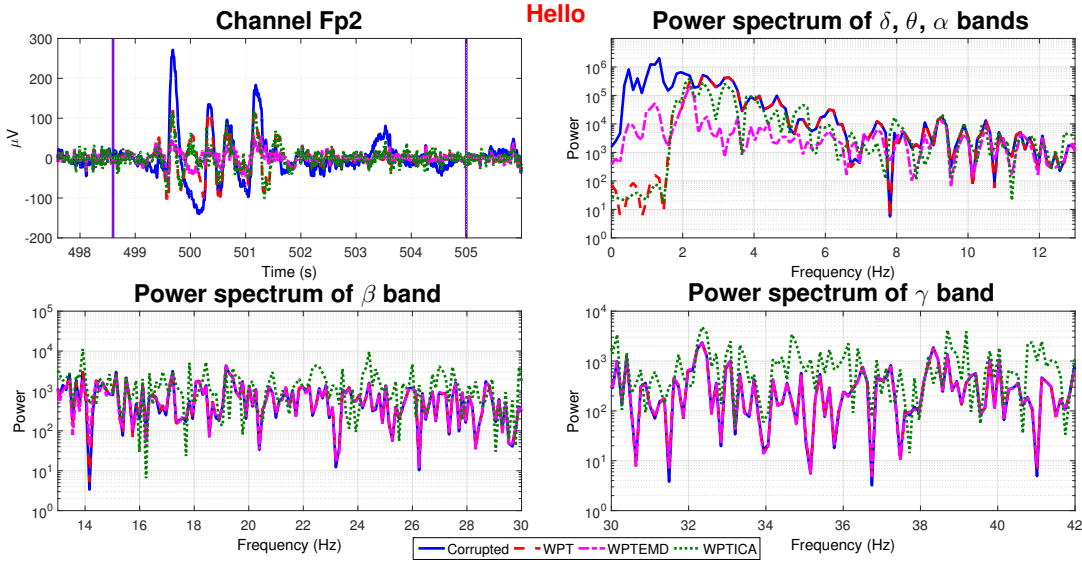 Hello
Channel Fp2
300
200
100
0
-100
-200
μV
498 499 500 501 502 503 504 505
Time (s)
Power spectrum of δ, θ, α bands
10^6
10^7
10^6
10^5
10^4
10^3
10^2
10^1
10^0
Power
0 2 4 6 8 10 12
Frequency (Hz)
Power spectrum of β band
10^5
10^4
10^3
10^2
10^1
10^0
Power
14 16 18 20 22 24 26 28 30
Frequency (Hz)
Power spectrum of γ band
10^4
10^3
10^2
10^1
10^0
Power
30 32 34 36 38 40 42
Frequency (Hz)
Corrupted WPT WPTEMD WPTICA